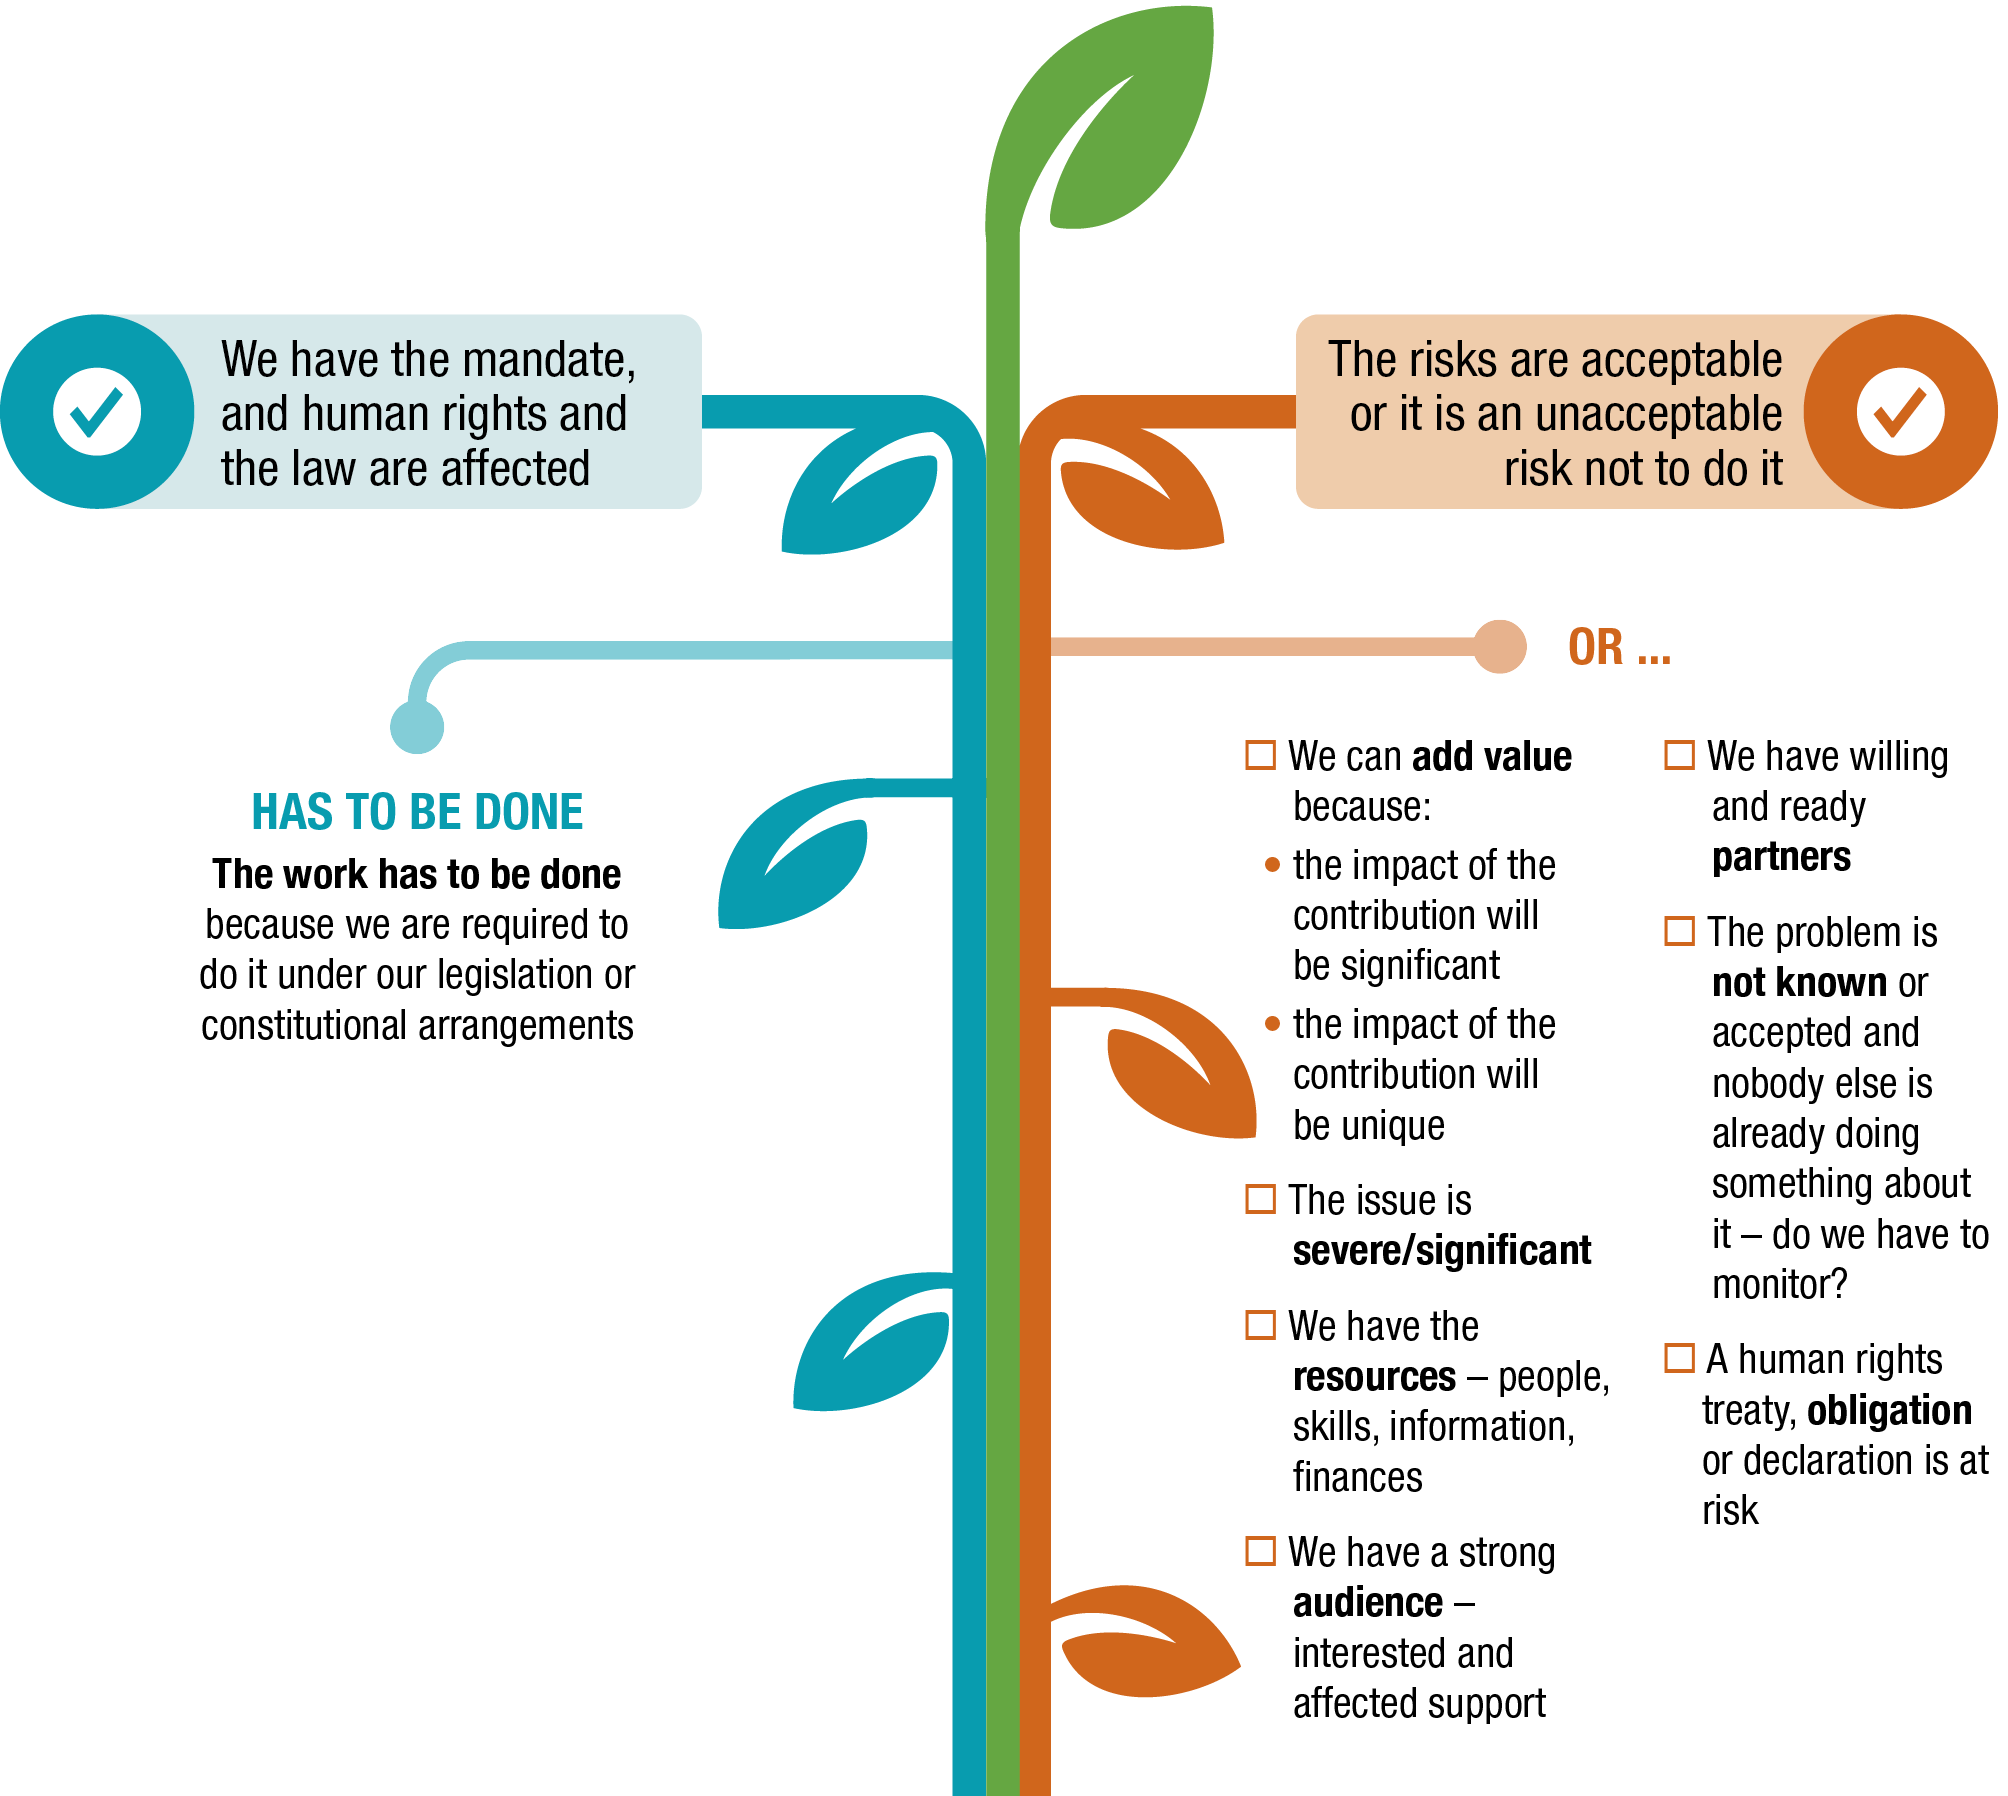 We have the mandate,
and human rights and
the law are affected
The risks are acceptable
or it is an unacceptable
risk not to do it
HAS TO BE DONE
The work has to be done
because we are required to
do it under our legislation or
constitutional arrangements
OR ...
We can add value
because:
• the impact of the
contribution will
be significant
• the impact of the
contribution will
be unique
The issue is
severe/significant
We have the
resources – people,
skills, information,
finances
We have a strong
audience –
interested and
affected support
We have willing
and ready
partners
The problem is
not known or
accepted and
nobody else is
already doing
something about
it – do we have to
monitor?
A human rights
treaty, obligation
or declaration is at
risk